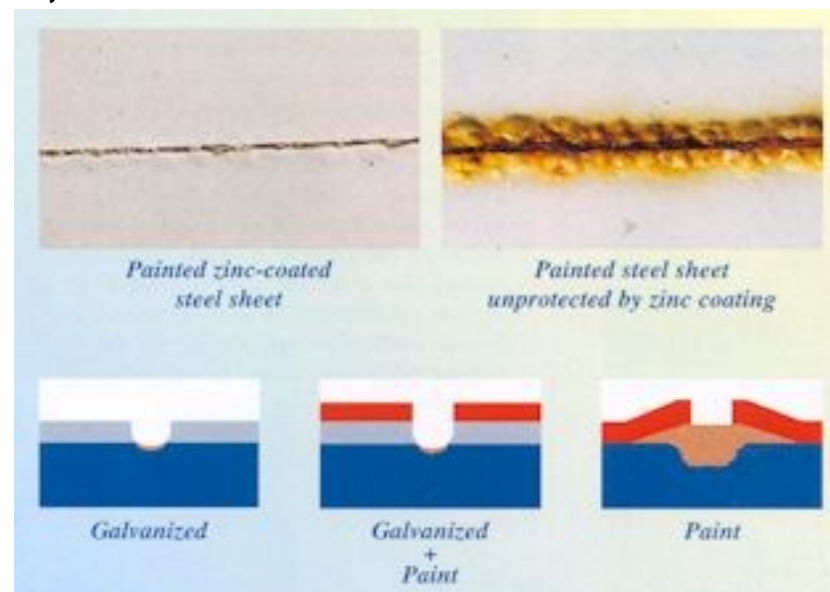 Painted zinc-coated
steel sheet
Painted steel sheet
unprotected by zinc coating
Galvanized
Galvanized
+
Paint
Paint